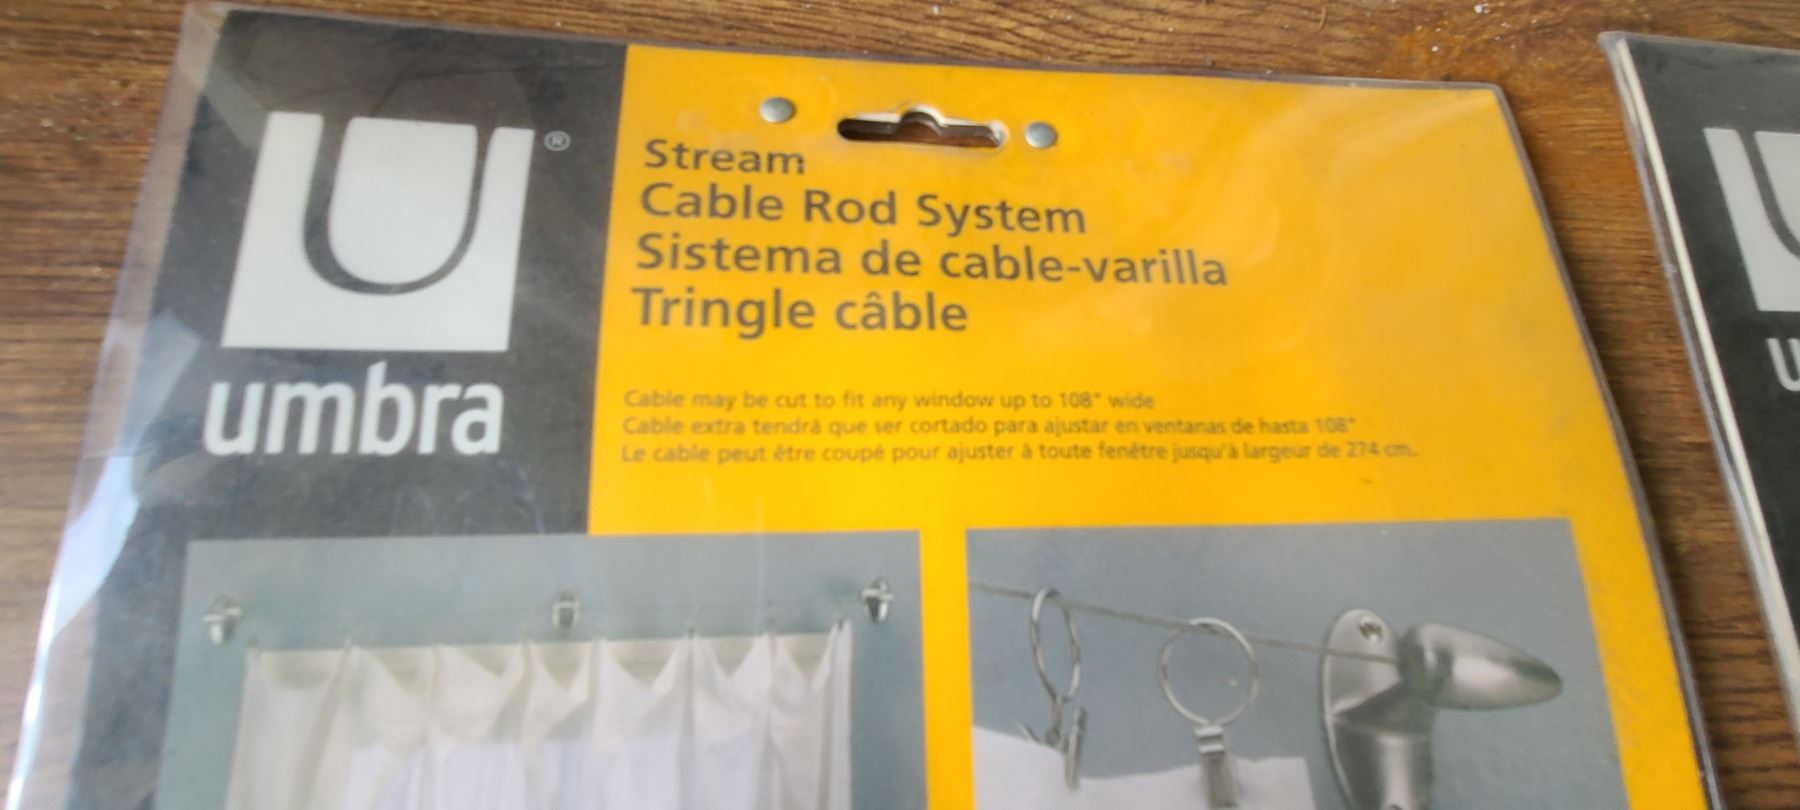 umbra
®
Stream
Cable Rod System
Sistema de cable-varilla
Tringle câble
Cable may be cut to fit any window up to 108" wide
Cable extra tendrá que ser cortado para ajustar en ventanas de hasta 108"
Le cable peut être coupé pour ajuster à toute fenêtre jusqu'à largeur de 274 cm.
u